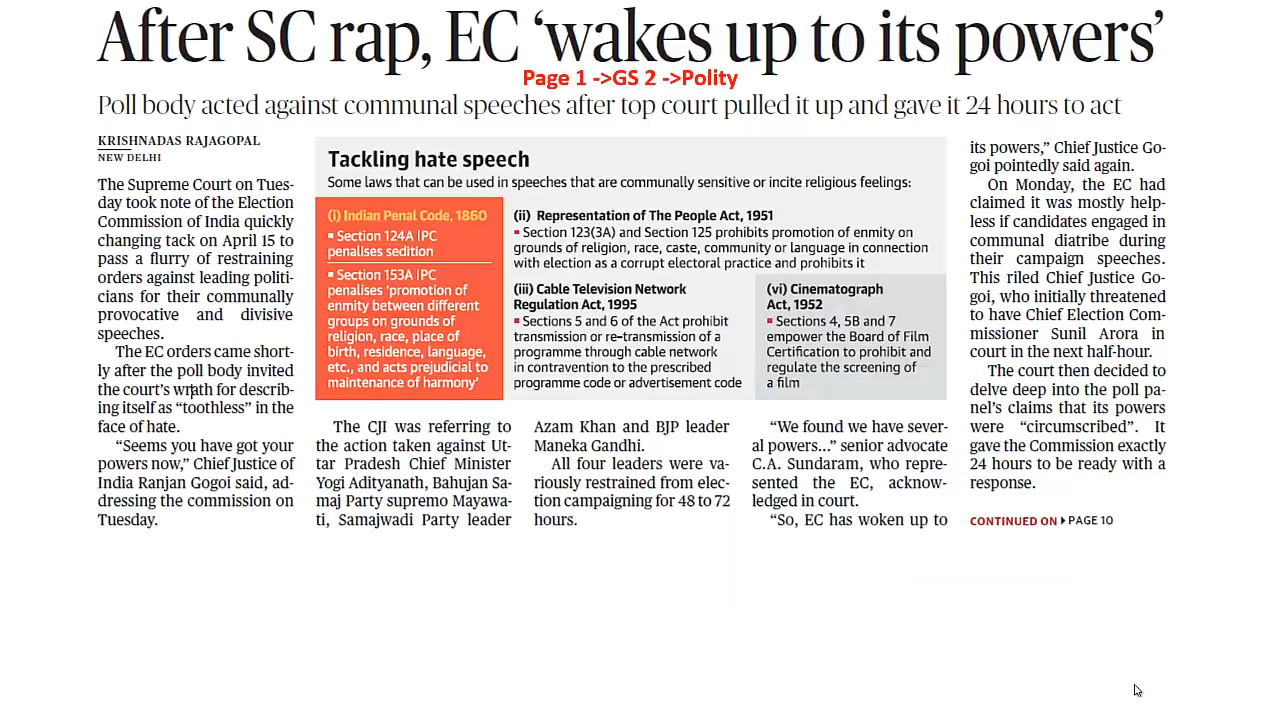 After SC rap, EC ‘wakes up to its powers’
Page 1 ->GS 2 ->Polity
Poll body acted against communal speeches after top court pulled it up and gave it 24 hours to act
KRISHNADAS RAJAGOPAL
NEW DELHI
The Supreme Court on Tues-
day took note of the Election
Commission of India quickly
changing tack on April 15 to
pass a flurry of restraining
orders against leading politi-
cians for their communally
provocative and divisive
speeches.
The EC orders came short-
ly after the poll body invited
the court’s wrath for describ-
ing itself as “toothless” in the
face of hate.
“Seems you have got your
powers now,” Chief Justice of
India Ranjan Gogoi said, ad-
dressing the commission on
Tuesday.
Tackling hate speech
Some laws that can be used in speeches that are communally sensitive or incite religious feelings:
(i) Indian Penal Code, 1860
▪ Section 124A IPC
penalises sedition
▪ Section 153A IPC
penalises ‘promotion of
enmity between different
groups on grounds of
religion, race, place of
birth, residence, language,
etc., and acts prejudicial to
maintenance of harmony’
(ii) Representation of The People Act, 1951
▪ Section 123(3A) and Section 125 prohibits promotion of enmity on
grounds of religion, race, caste, community or language in connection
with election as a corrupt electoral practice and prohibits it
(iii) Cable Television Network
Regulation Act, 1995
▪ Sections 5 and 6 of the Act prohibit
transmission or re-transmission of a
programme through cable network
in contravention to the prescribed
programme code or advertisement code
(vi) Cinematograph
Act, 1952
▪ Sections 4, 5B and 7
empower the Board of Film
Certification to prohibit and
regulate the screening of
a film
The CJI was referring to
the action taken against Ut-
tar Pradesh Chief Minister
Yogi Adityanath, Bahujan Sa-
maj Party supremo Mayawa-
ti, Samajwadi Party leader
Azam Khan and BJP leader
Maneka Gandhi.
All four leaders were va-
riously restrained from elec-
tion campaigning for 48 to 72
hours.
“We found we have sever-
al powers...” senior advocate
C.A. Sundaram, who repre-
sented the EC, acknow-
ledged in court.
“So, EC has woken up to
its powers,” Chief Justice Go-
goi pointedly said again.
On Monday, the EC had
claimed it was mostly help-
less if candidates engaged in
communal diatribe during
their campaign speeches.
This riled Chief Justice Go-
goi, who initially threatened
to have Chief Election Com-
missioner Sunil Arora in
court in the next half-hour.
The court then decided to
delve deep into the poll pa-
nel’s claims that its powers
were “circumscribed”. It
gave the Commission exactly
24 hours to be ready with a
response.
CONTINUED ON ▸ PAGE 10